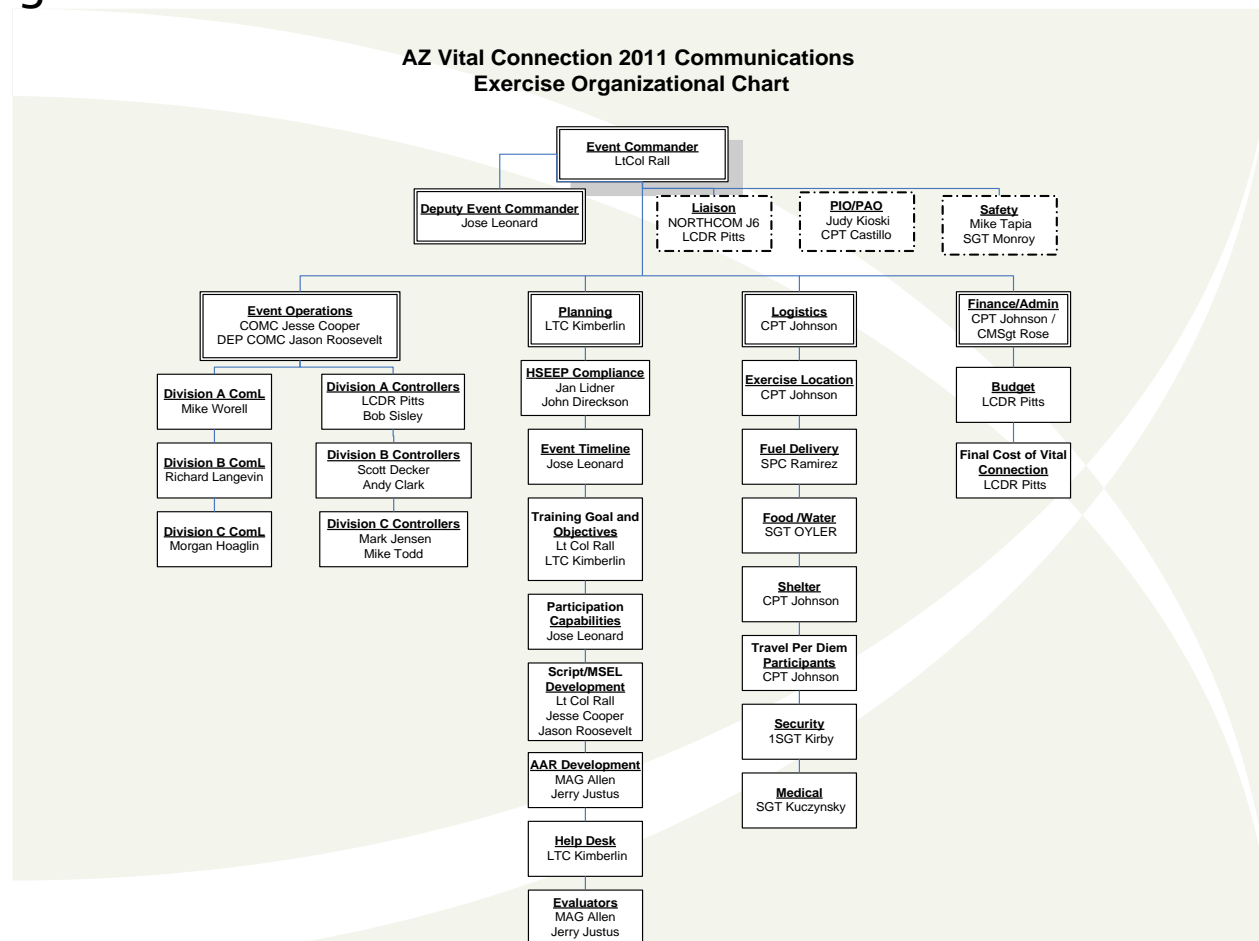 AZ Vital Connection 2011 Communications
Exercise Organizational Chart
Event Commander
LtCol Rall
Deputy Event Commander
Jose Leonard
Liaison
NORTHCOM J6
LCDR Pitts
PIO/PAO
Judy Kioski
CPT Castillo
Safety
Mike Tapia
SGT Monroy
Event Operations
COMC Jesse Cooper
DEP COMC Jason Roosevelt
Division A ComL
Mike Worell
Division B ComL
Richard Langevin
Division C ComL
Morgan Hoaglin
Division A Controllers
LCDR Pitts
Bob Sisley
Division B Controllers
Scott Decker
Andy Clark
Division C Controllers
Mark Jensen
Mike Todd
Planning
LTC Kimberlin
HSEEP Compliance
Jan Lidner
John Direckson
Event Timeline
Jose Leonard
Training Goal and
Objectives
Lt Col Rall
LTC Kimberlin
Participation
Capabilities
Jose Leonard
Script/MSEL
Development
Lt Col Rall
Jesse Cooper
Jason Roosevelt
AAR Development
MAG Allen
Jerry Justus
Help Desk
LTC Kimberlin
Evaluators
MAG Allen
Jerry Justus
Logistics
CPT Johnson
Exercise Location
CPT Johnson
Fuel Delivery
SPC Ramirez
Food /Water
SGT OYLER
Shelter
CPT Johnson
Travel Per Diem
Participants
CPT Johnson
Security
1SGT Kirby
Medical
SGT Kuczynsky
Finance/Admin
CPT Johnson /
CMSgt Rose
Budget
LCDR Pitts
Final Cost of Vital
Connection
LCDR Pitts